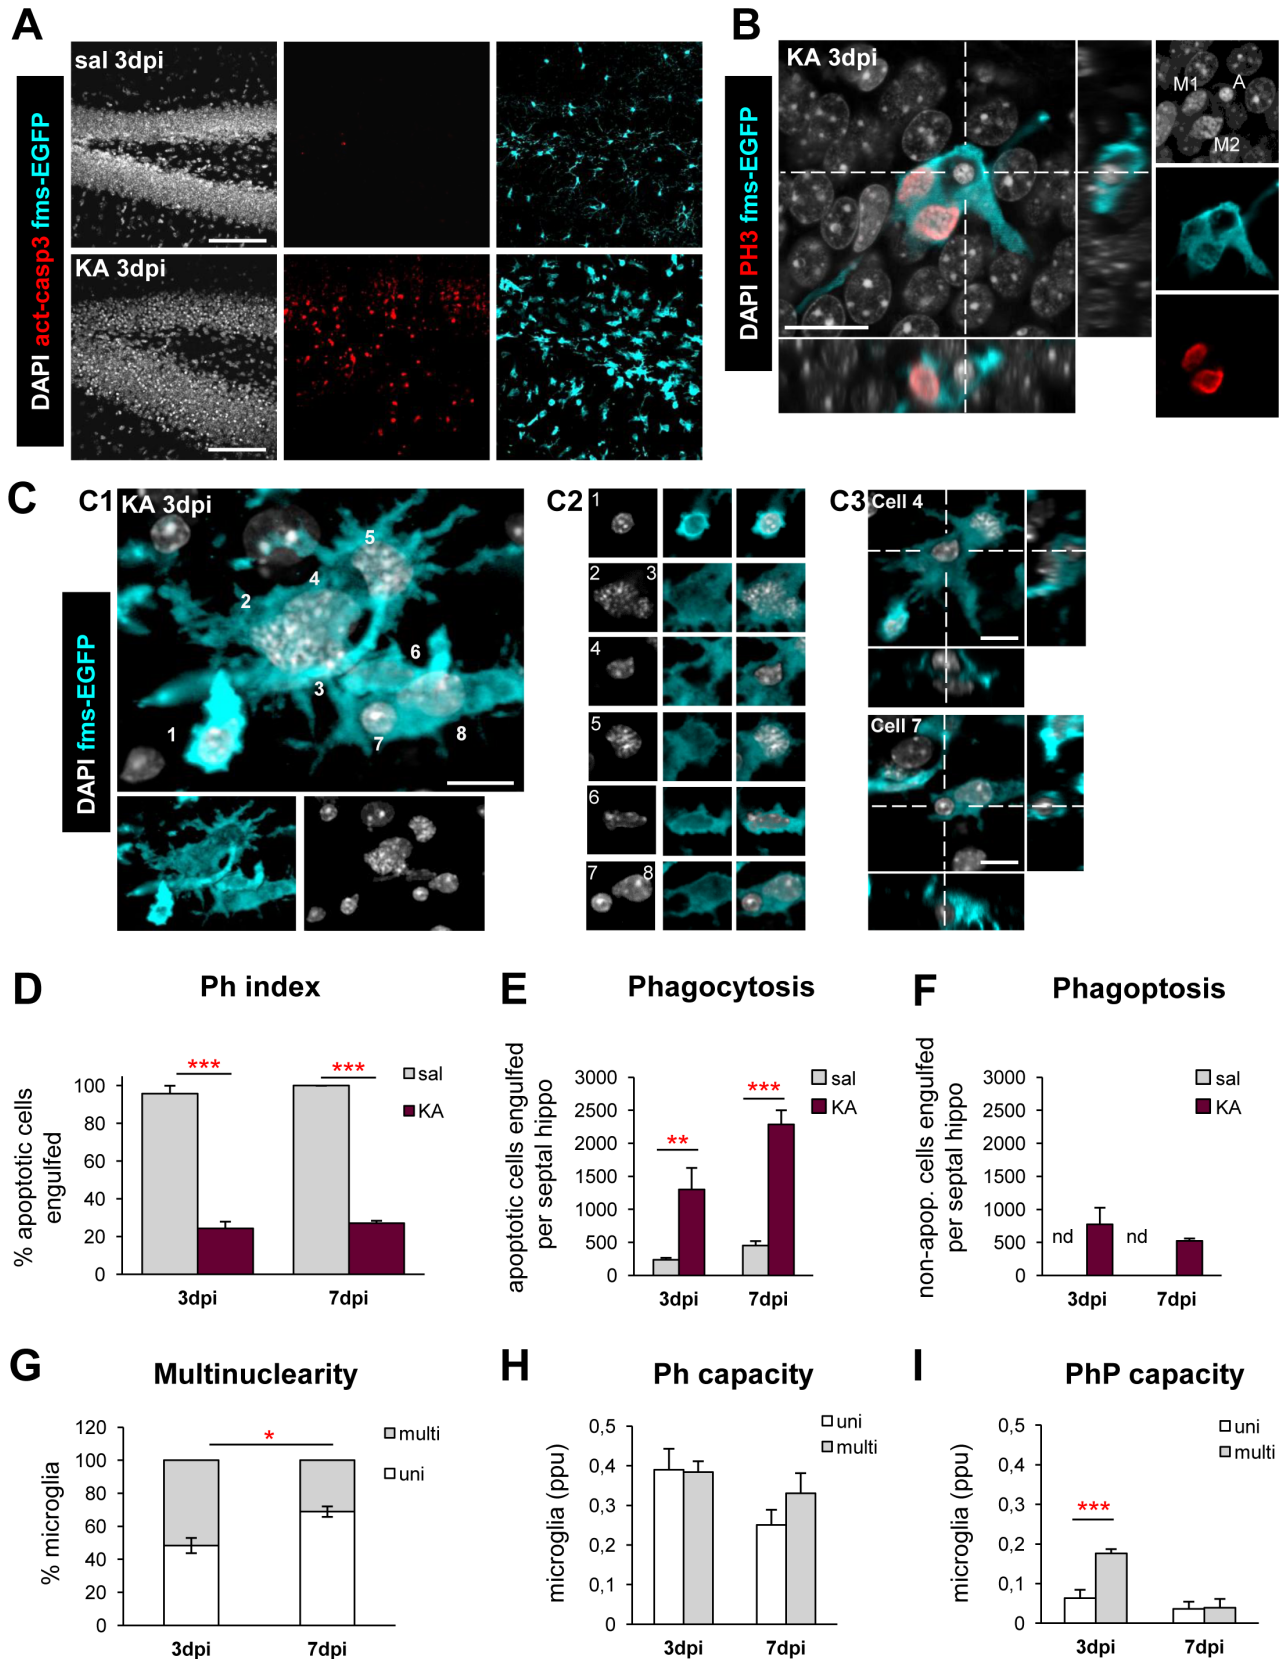 A
DAPI act-casp3 fms-EGFP
sal 3dpi
KA 3dpi
B
DAPI PH3 fms-EGFP
KA 3dpi
M1
A
M2
C
DAPI fms-EGFP
C1
KA 3dpi
5
4
2
6
3
1
7
8
C2
1
2 3
4
5
6
7 8
C3
Cell 4
Cell 7
D
Ph index
% apoptotic cells
engulfed
100
80
60
40
20
0
***
***
sal
KA
3dpi 7dpi
E
Phagocytosis
apoptotic cells engulfed
per septal hippo
3000
2500
2000
1500
1000
500
0
**
***
sal
KA
3dpi 7dpi
F
Phagoptosis
non-apop. cells engulfed
per septal hippo
3000
2500
2000
1500
1000
500
0
nd nd
sal
KA
3dpi 7dpi
G
Multinuclearity
% microglia
120
100
80
60
40
20
0
*
multi
uni
3dpi 7dpi
H
Ph capacity
microglia (ppu)
0,5
0,4
0,3
0,2
0,1
0
uni
multi
3dpi 7dpi
I
PhP capacity
microglia (ppu)
0,5
0,4
0,3
0,2
0,1
0
***
uni
multi
3dpi 7dpi